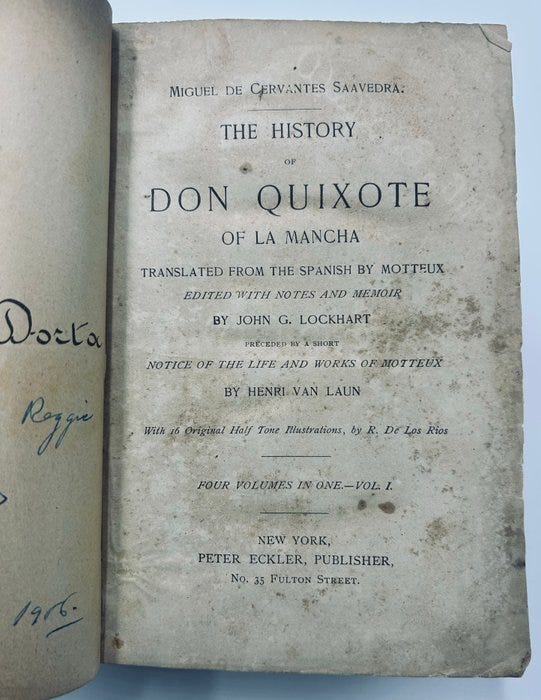 Dorta
Reggie
1906.
MIGUEL DE CERVANTES SAAVEDRA.
THE HISTORY
OF
DON QUIXOTE
OF LA MANCHA
TRANSLATED FROM THE SPANISH BY MOTTEUX
EDITED WITH NOTES AND MEMOIR
BY JOHN G. LOCKHART
PRECEDED BY A SHORT
NOTICE OF THE LIFE AND WORKS OF MOTTEUX
BY HENRI VAN LAUN
With 16 Original Half Tone Illustrations, by R. De Los Rios
FOUR VOLUMES IN ONE.—VOL. I.
NEW YORK,
PETER ECKLER, PUBLISHER,
No. 35 FULTON STREET.